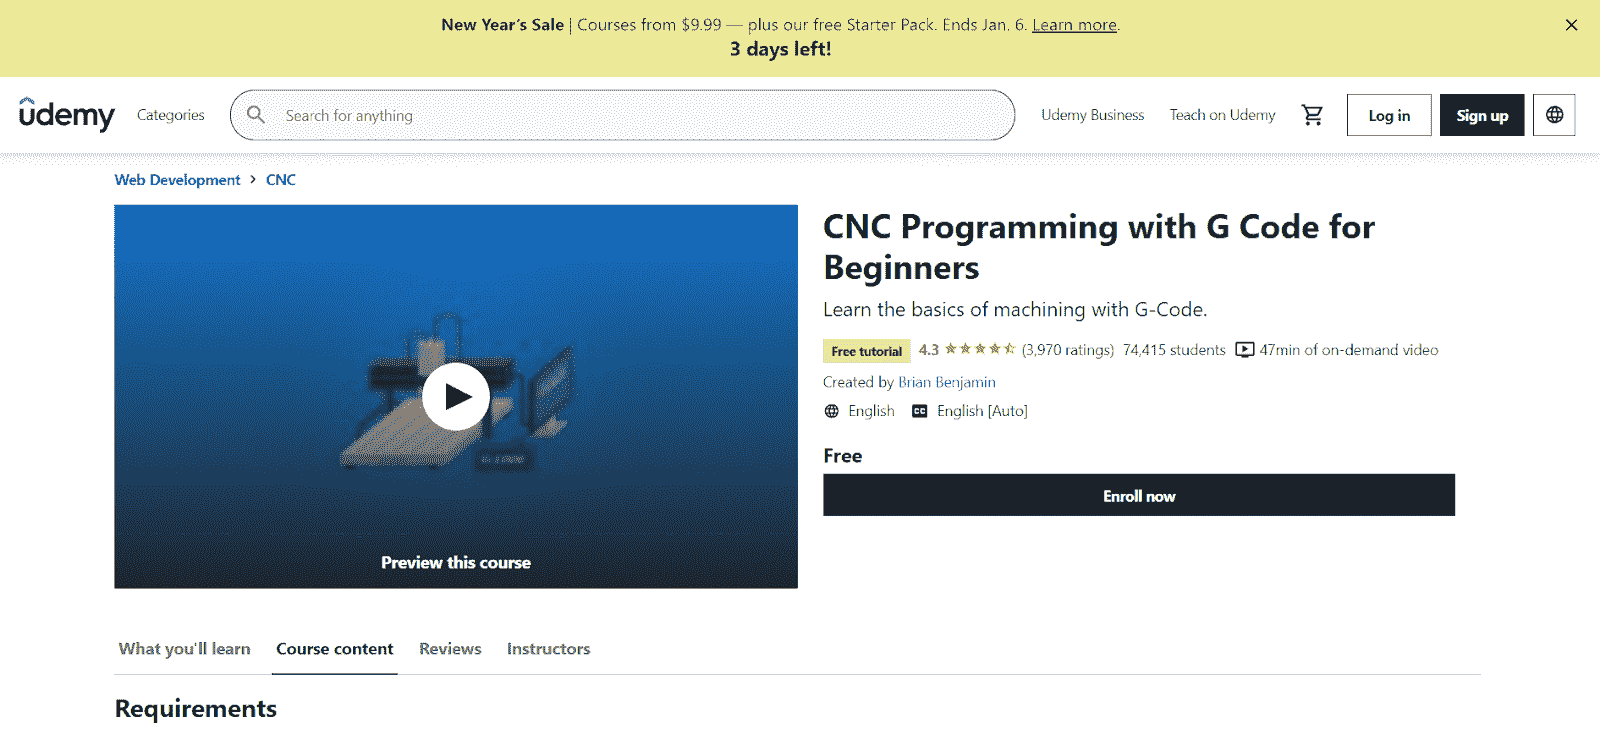 New Year's Sale | Courses from $9.99 — plus our free Starter Pack. Ends Jan. 6. Learn more.
3 days left!
udemy Categories Search for anything Udemy Business Teach on Udemy Log in Sign up
Web Development > CNC
Preview this course
CNC Programming with G Code for
Beginners
Learn the basics of machining with G-Code.
Free tutorial 4.3 (3,970 ratings) 74,415 students 47min of on-demand video
Created by Brian Benjamin
English CC English [Auto]
Free
Enroll now
What you'll learn Course content Reviews Instructors
Requirements